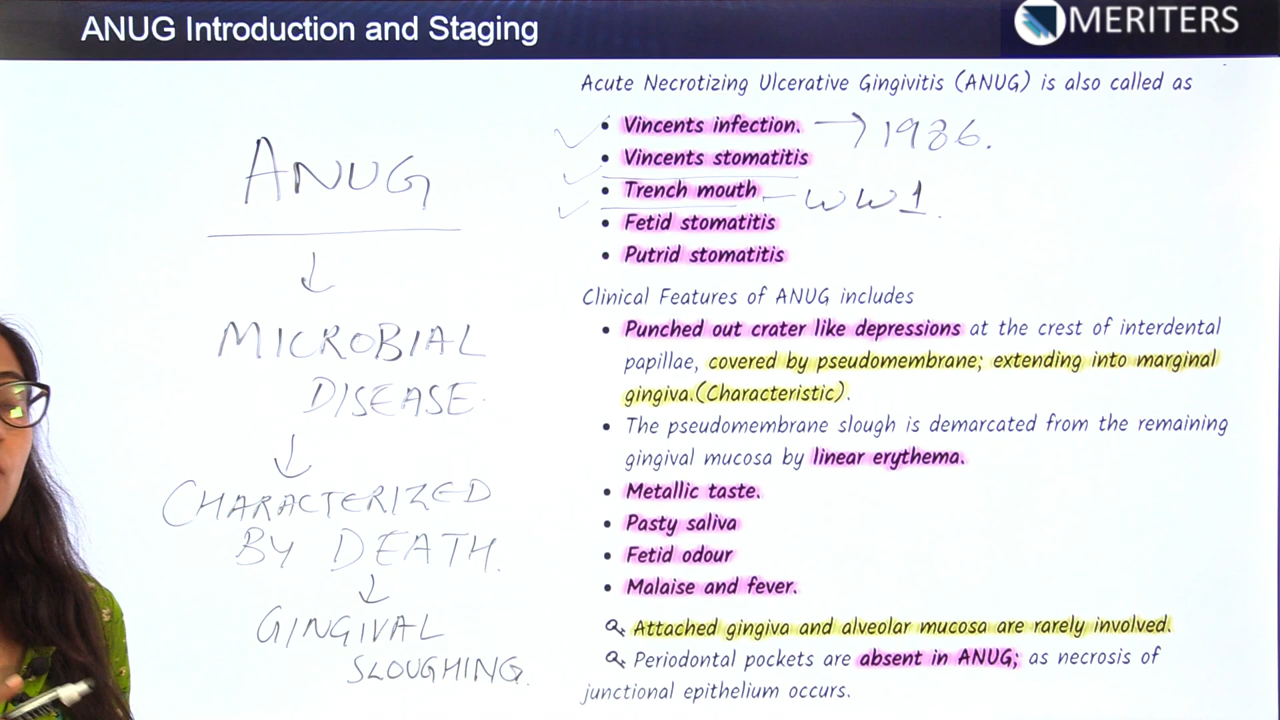 ANUG Introduction and Staging
MERITERS
ANUG
MICROBIAL
DISEASE.
CHARACTERIZED
BY DEATH.
GINGIVAL
SLOUGHING.
Acute Necrotizing Ulcerative Gingivitis (ANUG) is also called as
• Vincents infection. → 1986.
• Vincents stomatitis
• Trench mouth - WW1.
• Fetid stomatitis
• Putrid stomatitis
Clinical Features of ANUG includes
• Punched out crater like depressions at the crest of interdental
papillae, covered by pseudomembrane; extending into marginal
gingiva.(Characteristic).
• The pseudomembrane slough is demarcated from the remaining
gingival mucosa by linear erythema.
• Metallic taste.
• Pasty saliva
• Fetid odour
• Malaise and fever.
Attached gingiva and alveolar mucosa are rarely involved.
Periodontal pockets are absent in ANUG; as necrosis of
junctional epithelium occurs.